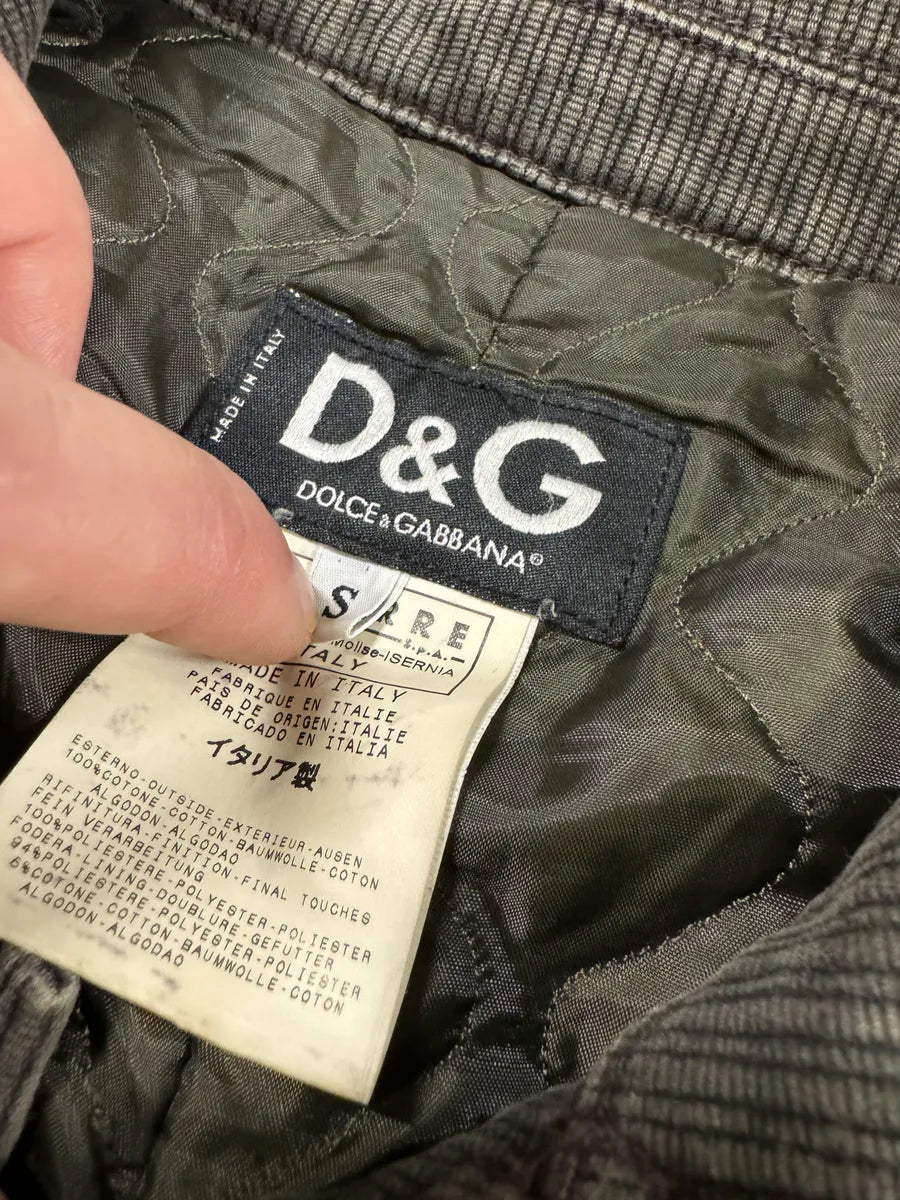 MADE IN ITALY
D&G
DOLCE&GABBANA®
S
RRE
S.p.A.
Molise-ISERNIA
ITALY
MADE IN ITALY
FABRIQUE EN ITALIE
PAIS DE ORIGEN:ITALIE
FABRICADO EN ITALIA
イタリア製
ESTERNO-OUTSIDE-EXTERIEUR-AUSEN
100%COTONE-COTTON-BAUMWOLLE-COTON
ALGODON-ALGODAO
RIFINITURA-FINITION-FINAL TOUCHES
FEIN VERARBEITUNG
100%POLIESTERE-POLYESTER-POLIESTER
FODERA-LINING-DOUBLURE-GEFUTTER
94%POLIESTERE-POLYESTER-POLIESTER
6%COTONE-COTTON-BAUMWOLLE-COTON
ALGODON-ALGODAO